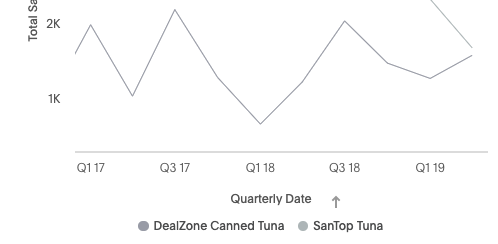 Total Sa
2K
1K
Q1 17 Q3 17 Q1 18 Q3 18 Q1 19
Quarterly Date
DealZone Canned Tuna SanTop Tuna